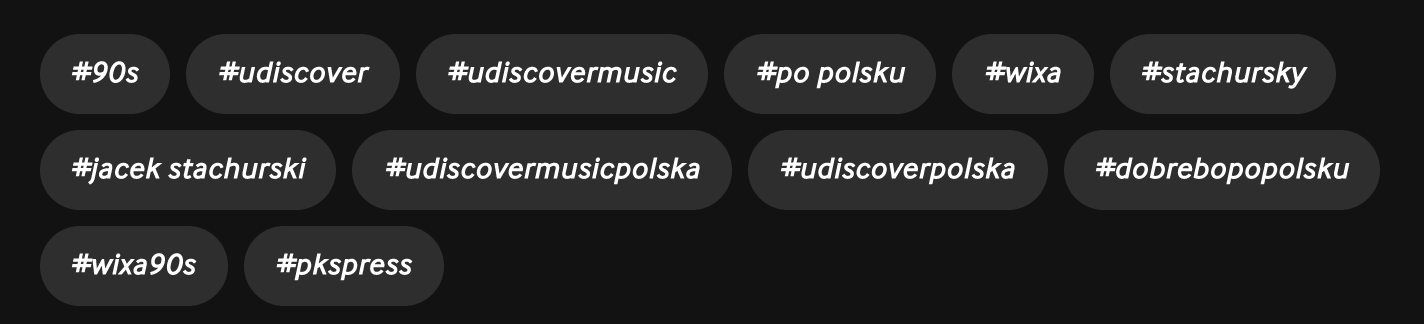 #90s #udiscover #udiscovermusic #po polsku #wixa #stachursky
#jacek stachurski #udiscovermusicpolska #udiscoverpolska #dobrebopopolsku
#wixa90s #pkspress